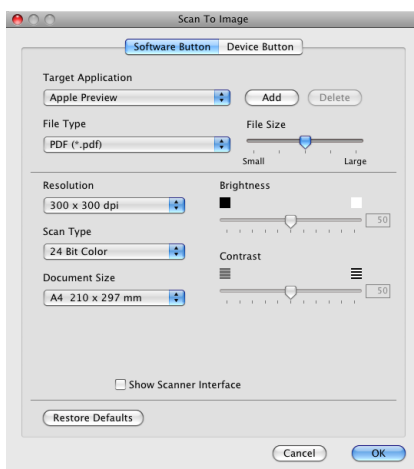 Scan To Image
Software Button Device Button
Target Application
Apple Preview Add Delete
File Type File Size
PDF (*.pdf)
Small Large
Resolution Brightness
300 x 300 dpi
50
Scan Type
24 Bit Color
Contrast
Document Size
A4 210 x 297 mm 50
Show Scanner Interface
Restore Defaults
Cancel OK